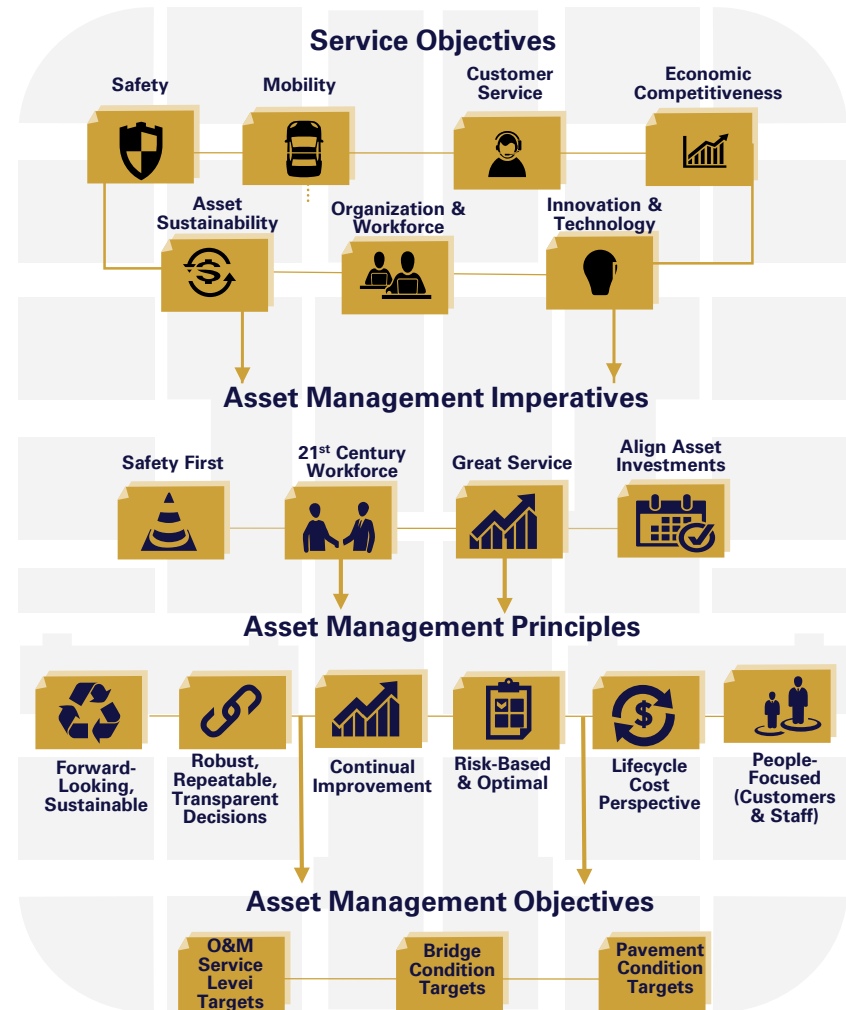 Service Objectives
Safety
Mobility
Customer
Service
Economic
Competitiveness
Asset
Sustainability
Organization &
Workforce
Innovation &
Technology
$
Asset Management Imperatives
Safety First
21st Century
Workforce
Great Service
Align Asset
Investments
Asset Management Principles
$
Forward-
Looking,
Sustainable
Robust,
Repeatable,
Transparent
Decisions
Continual
Improvement
Risk-Based
& Optimal
Lifecycle
Cost
Perspective
People-
Focused
(Customers
& Staff)
Asset Management Objectives
O&M
Service
Level
Targets
Bridge
Condition
Targets
Pavement
Condition
Targets